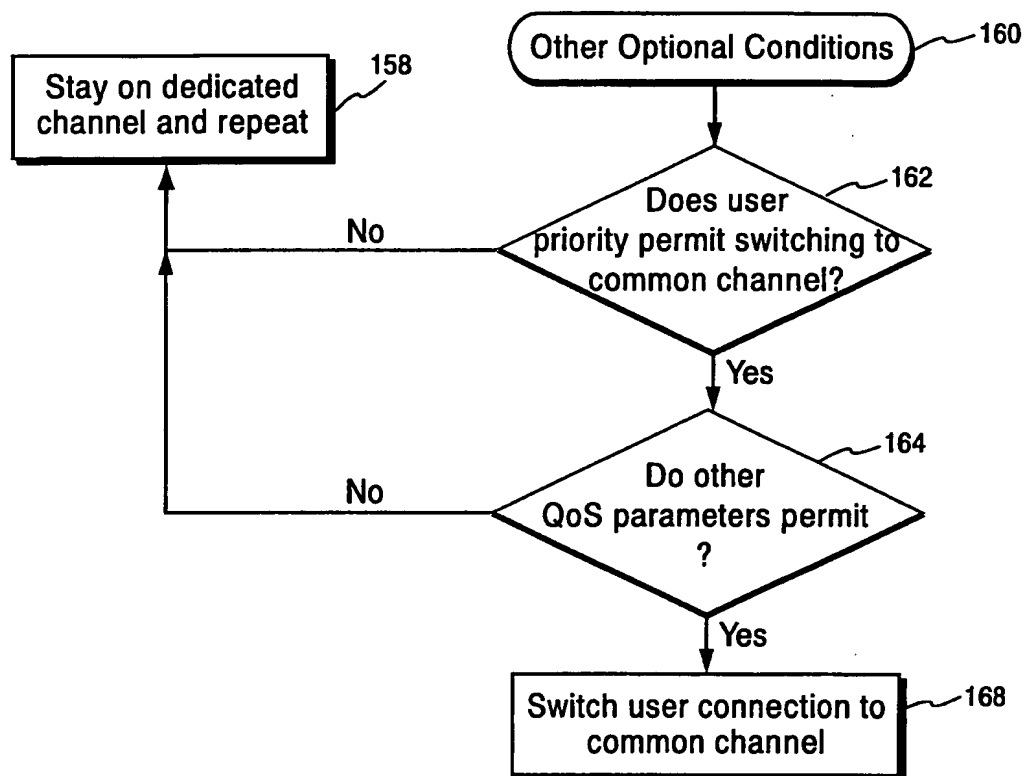 Other Optional Conditions
160
Stay on dedicated
channel and repeat
158
Does user
priority permit switching to
common channel?
162
No
Yes
Do other
QoS parameters permit
?
164
No
Yes
Switch user connection to
common channel
168